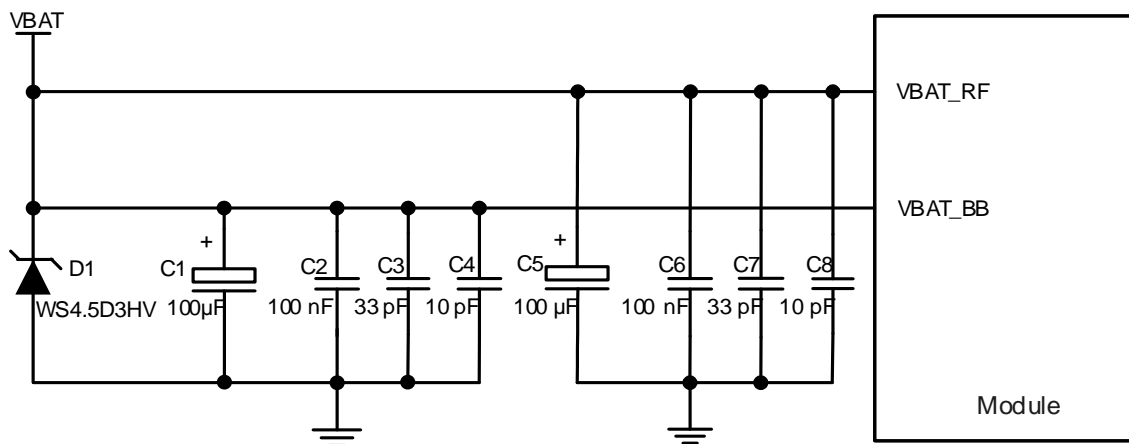 VBAT
VBAT_RF
VBAT_BB
+
+
D1
C1
C2
C3
C4
C5
C6
C7
C8
WS4.5D3HV
100µF
100 nF
33 pF
10 pF
100 µF
100 nF
33 pF
10 pF
Module